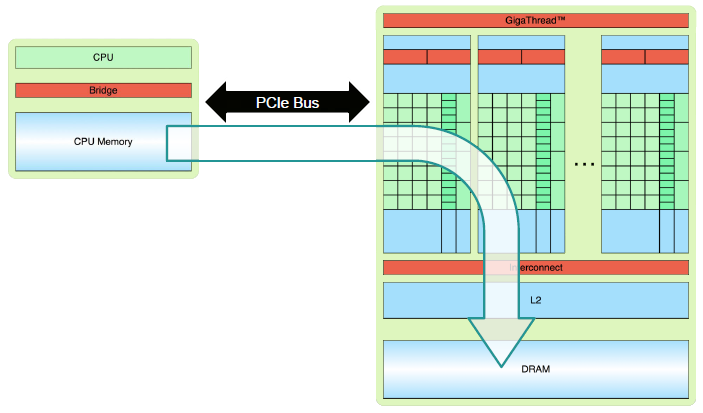 GigaThread™
CPU
Bridge
PCIe Bus
CPU Memory
...
Interconnect
L2
DRAM